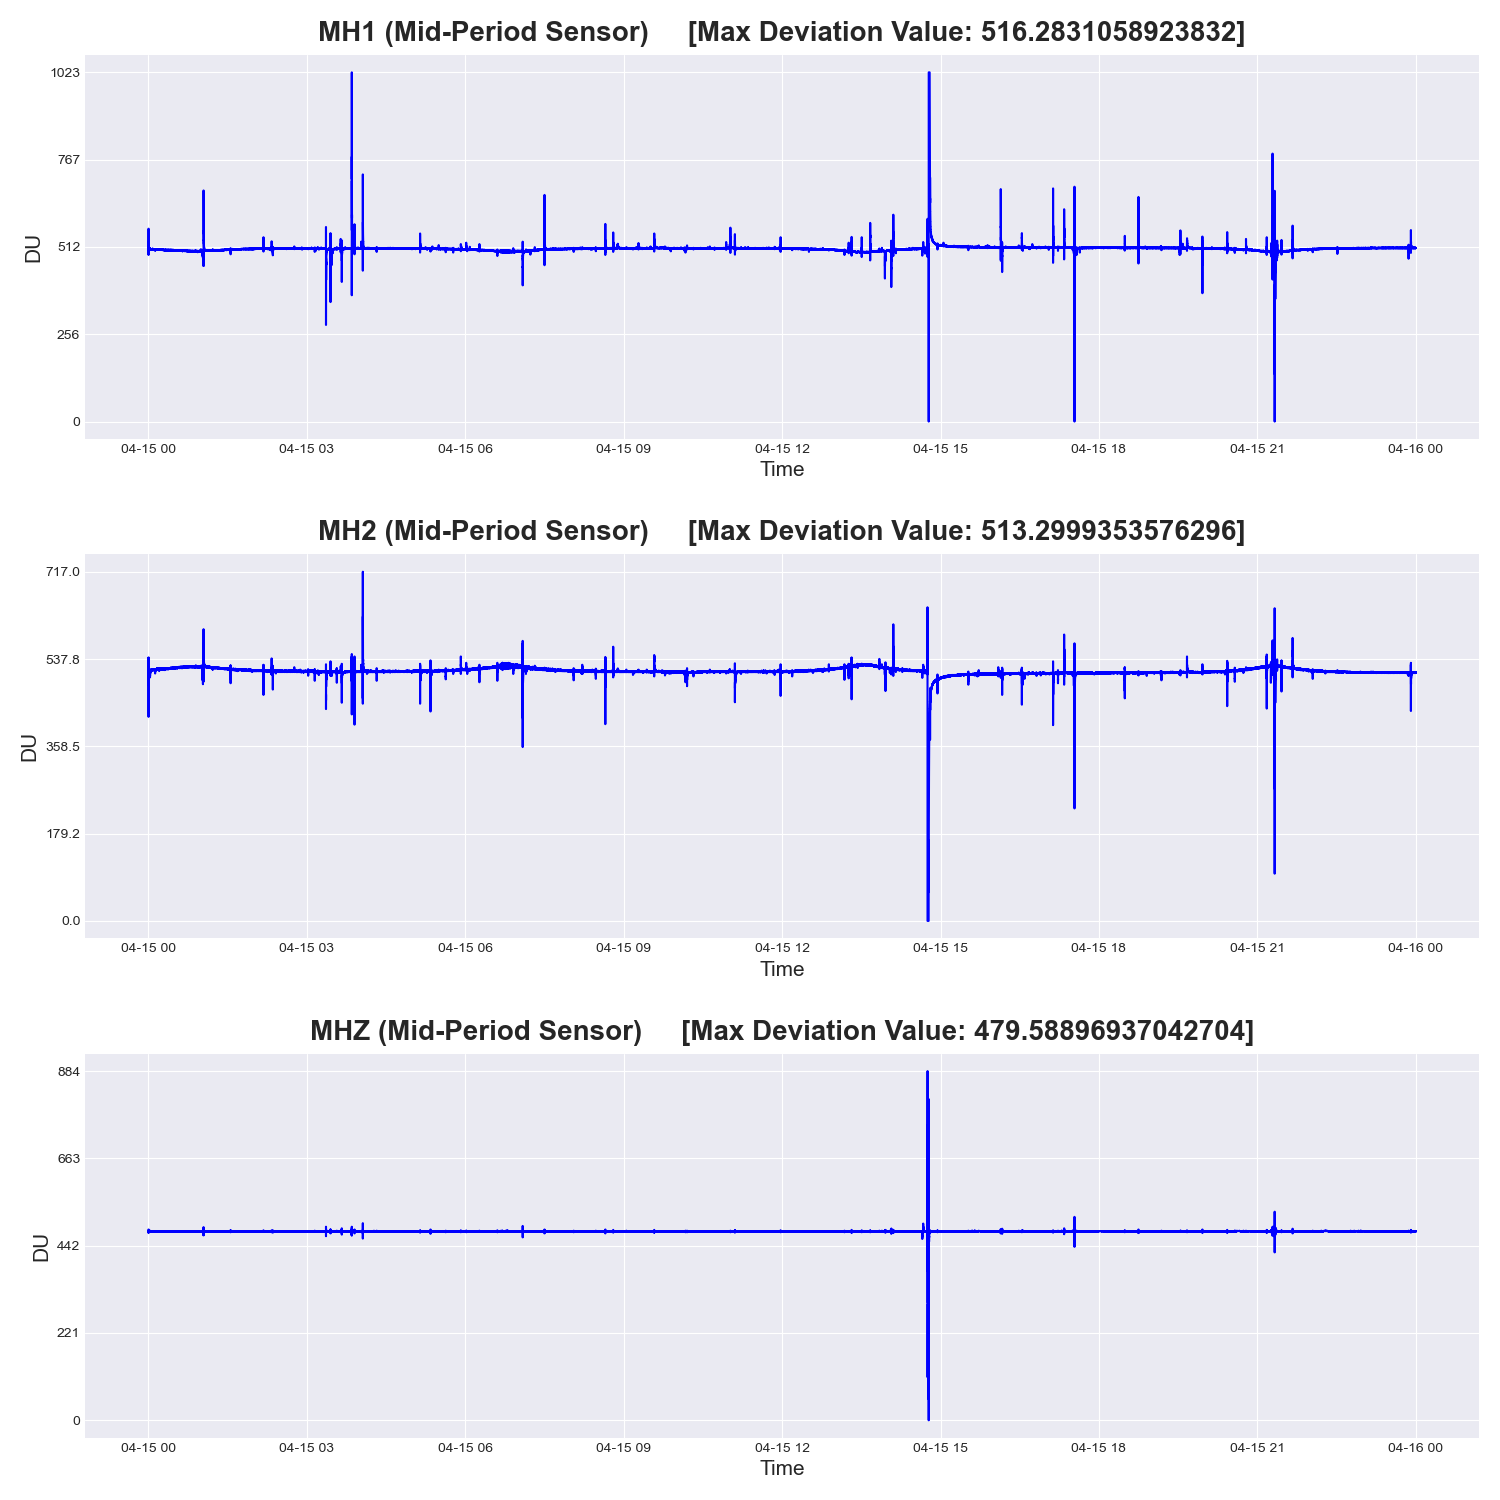 MH1 (Mid-Period Sensor) [Max Deviation Value: 516.2831058923832]
1023
767
512
256
0
DU
04-15 00 04-15 03 04-15 06 04-15 09 04-15 12 04-15 15 04-15 18 04-15 21 04-16 00
Time
MH2 (Mid-Period Sensor) [Max Deviation Value: 513.2999353576296]
717.0
537.8
358.5
179.2
0.0
DU
04-15 00 04-15 03 04-15 06 04-15 09 04-15 12 04-15 15 04-15 18 04-15 21 04-16 00
Time
MHZ (Mid-Period Sensor) [Max Deviation Value: 479.58896937042704]
884
663
442
221
0
DU
04-15 00 04-15 03 04-15 06 04-15 09 04-15 12 04-15 15 04-15 18 04-15 21 04-16 00
Time